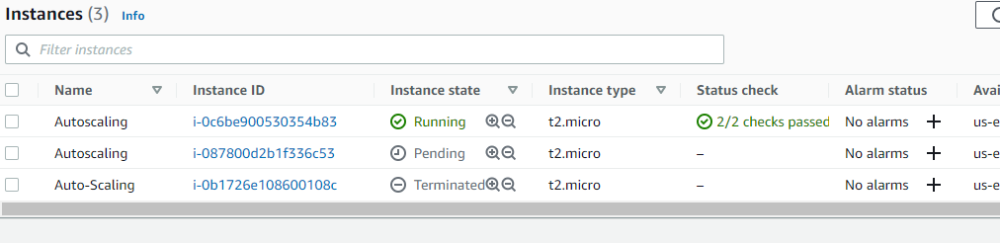 Instances (3) Info
Filter instances
Name Instance ID Instance state Instance type Status check Alarm status Avai
Autoscaling i-0c6be900530354b83 Running t2.micro 2/2 checks passed No alarms + us-e
Autoscaling i-087800d2b1f336c53 Pending t2.micro – No alarms + us-e
Auto-Scaling i-0b1726e108600108c Terminated t2.micro – No alarms + us-e